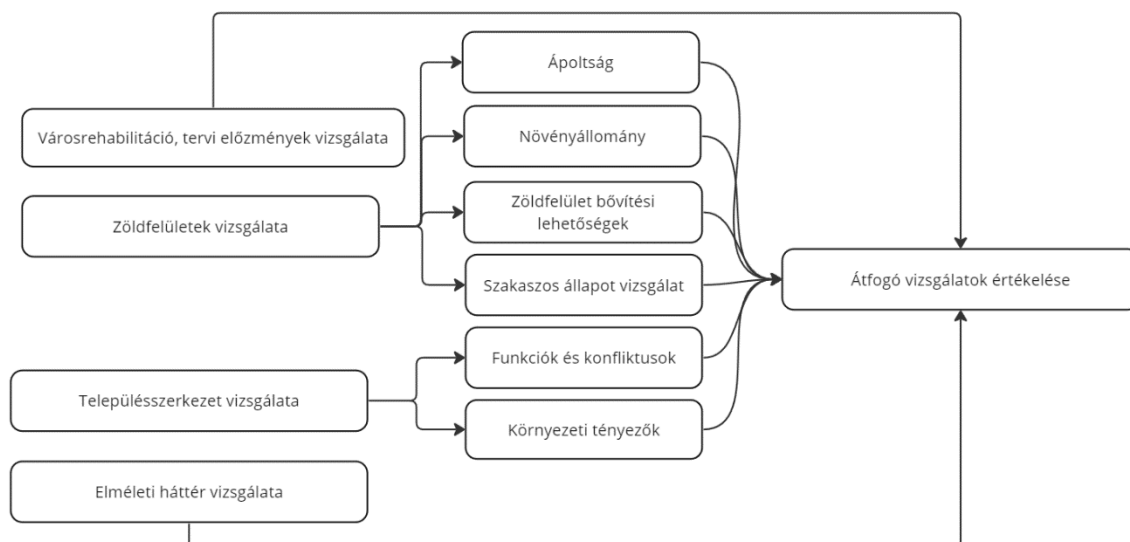 Városrehabilitáció, tervi előzmények vizsgálata
Zöldfelületek vizsgálata
Településszerkezet vizsgálata
Elméleti háttér vizsgálata
Ápoltság
Növényállomány
Zöldfelület bővítési
lehetőségek
Szakaszos állapot vizsgálat
Funkciók és konfliktusok
Környezeti tényezők
Átfogó vizsgálatok értékelése